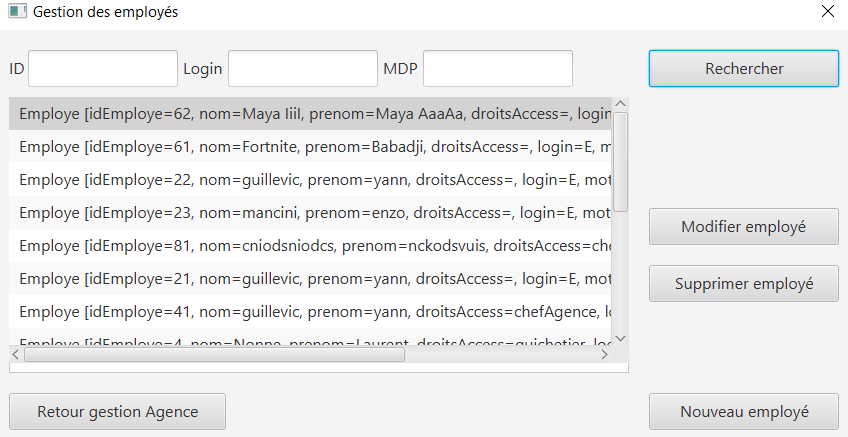 Gestion des employés
ID Login MDP Rechercher
Employe [idEmploye=62, nom=Maya IiiI, prenom=Maya AaaAa, droitsAccess=, login
Employe [idEmploye=61, nom=Fortnite, prenom=Babadji, droitsAccess=, login=E, m
Employe [idEmploye=22, nom=guillevic, prenom=yann, droitsAccess=, login=E, mot
Employe [idEmploye=23, nom=mancini, prenom=enzo, droitsAccess=, login=E, mot
Modifier employé
Employe [idEmploye=81, nom=cniodsniodcs, prenom=nckodsvuis, droitsAccess=che
Employe [idEmploye=21, nom=guillevic, prenom=yann, droitsAccess=, login=E, mot
Supprimer employé
Employe [idEmploye=41, nom=guillevic, prenom=yann, droitsAccess=chefAgence, lo
Employe [idEmploye=4, nom=Nonne, prenom=Laurent, droitsAccess=guichetier, log
Retour gestion Agence
Nouveau employé